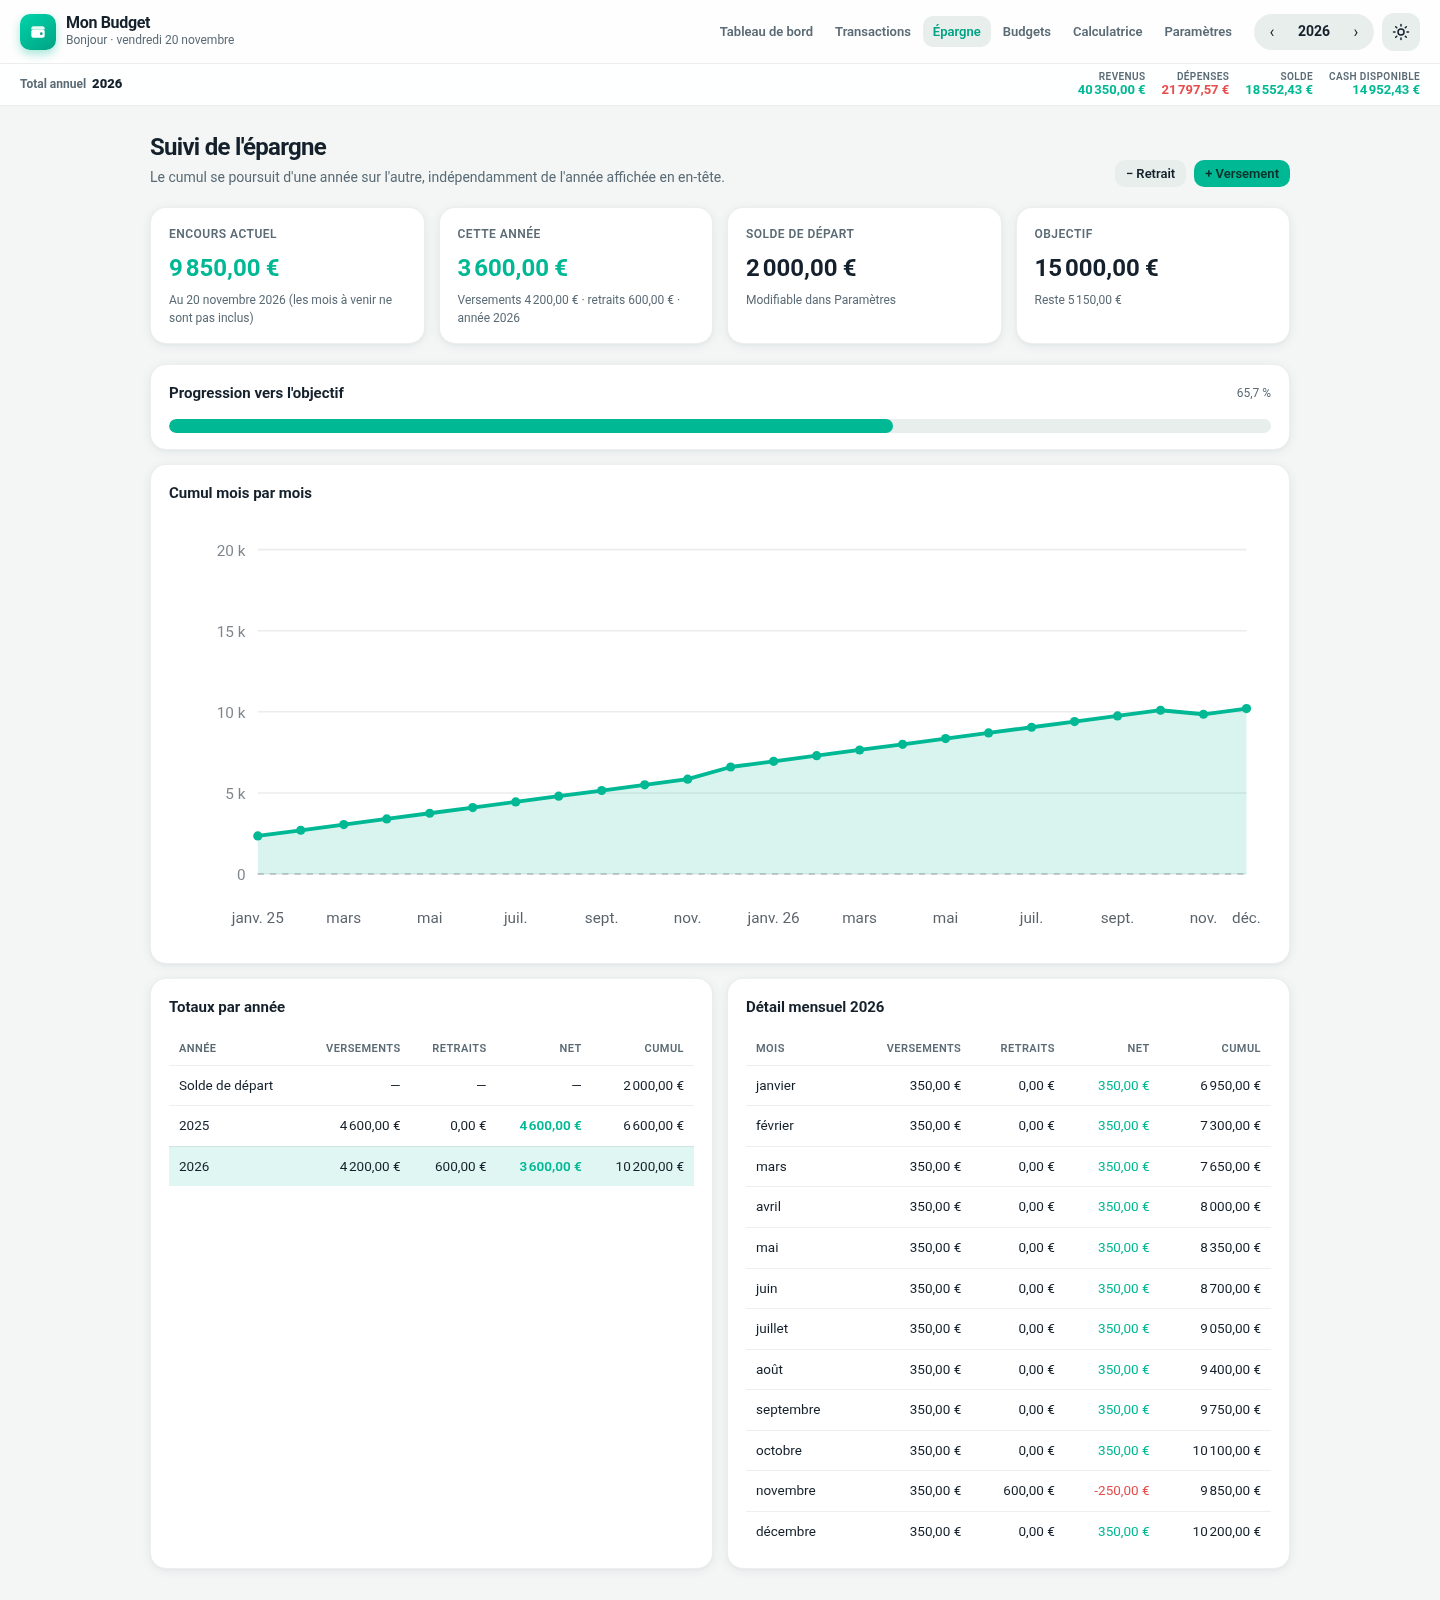 Mon Budget
Bonjour · vendredi 20 novembre
Tableau de bord Transactions Épargne Budgets Calculatrice Paramètres ‹ 2026 ›
Total annuel 2026
REVENUS DÉPENSES SOLDE CASH DISPONIBLE
40 350,00 € 21 797,57 € 18 552,43 € 14 952,43 €
Suivi de l'épargne
Le cumul se poursuit d'une année sur l'autre, indépendamment de l'année affichée en en-tête.
− Retrait + Versement
ENCOURS ACTUEL
9 850,00 €
Au 20 novembre 2026 (les mois à venir ne
sont pas inclus)
CETTE ANNÉE
3 600,00 €
Versements 4 200,00 € · retraits 600,00 € ·
année 2026
SOLDE DE DÉPART
2 000,00 €
Modifiable dans Paramètres
OBJECTIF
15 000,00 €
Reste 5 150,00 €
Progression vers l'objectif 65,7 %
Cumul mois par mois
20 k
15 k
10 k
5 k
0
janv. 25 mars mai juil. sept. nov. janv. 26 mars mai juil. sept. nov. déc.
Totaux par année
ANNÉE VERSEMENTS RETRAITS NET CUMUL
Solde de départ — — — 2 000,00 €
2025 4 600,00 € 0,00 € 4 600,00 € 6 600,00 €
2026 4 200,00 € 600,00 € 3 600,00 € 10 200,00 €
Détail mensuel 2026
MOIS VERSEMENTS RETRAITS NET CUMUL
janvier 350,00 € 0,00 € 350,00 € 6 950,00 €
février 350,00 € 0,00 € 350,00 € 7 300,00 €
mars 350,00 € 0,00 € 350,00 € 7 650,00 €
avril 350,00 € 0,00 € 350,00 € 8 000,00 €
mai 350,00 € 0,00 € 350,00 € 8 350,00 €
juin 350,00 € 0,00 € 350,00 € 8 700,00 €
juillet 350,00 € 0,00 € 350,00 € 9 050,00 €
août 350,00 € 0,00 € 350,00 € 9 400,00 €
septembre 350,00 € 0,00 € 350,00 € 9 750,00 €
octobre 350,00 € 0,00 € 350,00 € 10 100,00 €
novembre 350,00 € 600,00 € -250,00 € 9 850,00 €
décembre 350,00 € 0,00 € 350,00 € 10 200,00 €